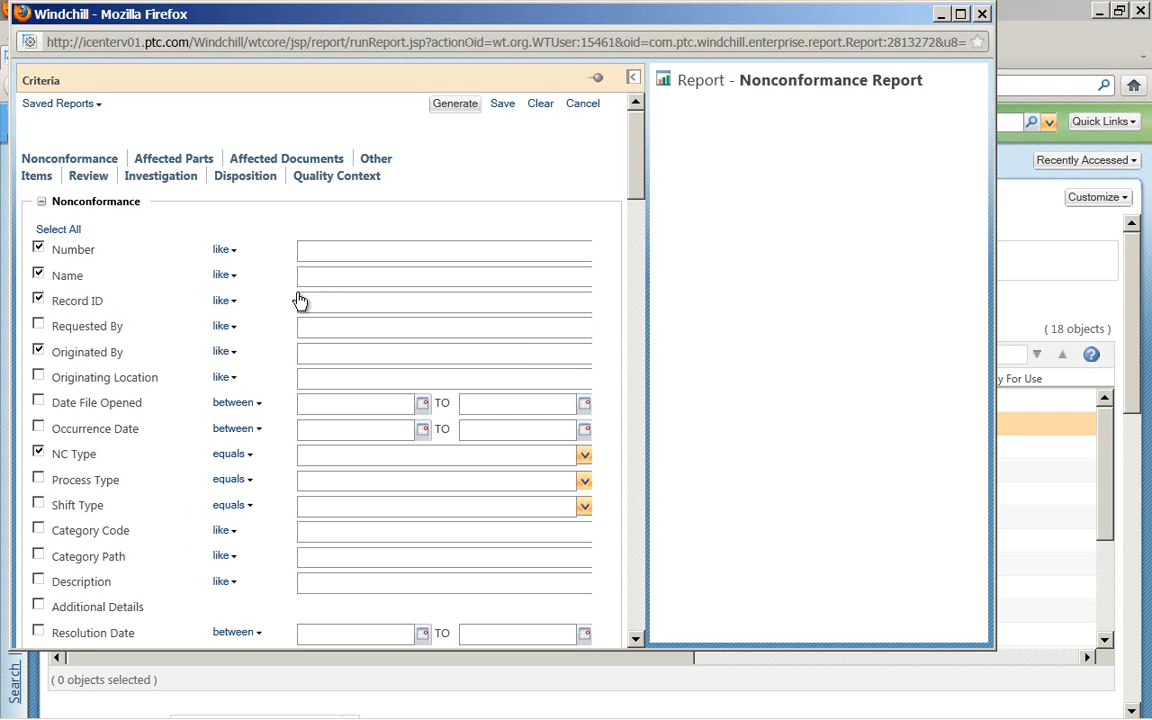 Windchill - Mozilla Firefox
http://icenterv01.ptc.com/Windchill/wtcore/jsp/report/runReport.jsp?actionOid=wt.org.WTUser:15461&oid=com.ptc.windchill.enterprise.report.Report:2813272&u8=
Criteria
Report - Nonconformance Report
Saved Reports
Generate Save Clear Cancel
Quick Links
Recently Accessed
Customize
Nonconformance Affected Parts Affected Documents Other
Items Review Investigation Disposition Quality Context
Nonconformance
Select All
Number like
Name like
Record ID like
Requested By like
( 18 objects )
Originated By like
Originating Location like
y For Use
Date File Opened between TO
Occurrence Date between TO
NC Type equals
Process Type equals
Shift Type equals
Category Code like
Category Path like
Description like
Additional Details
Resolution Date between TO
Search
( 0 objects selected )